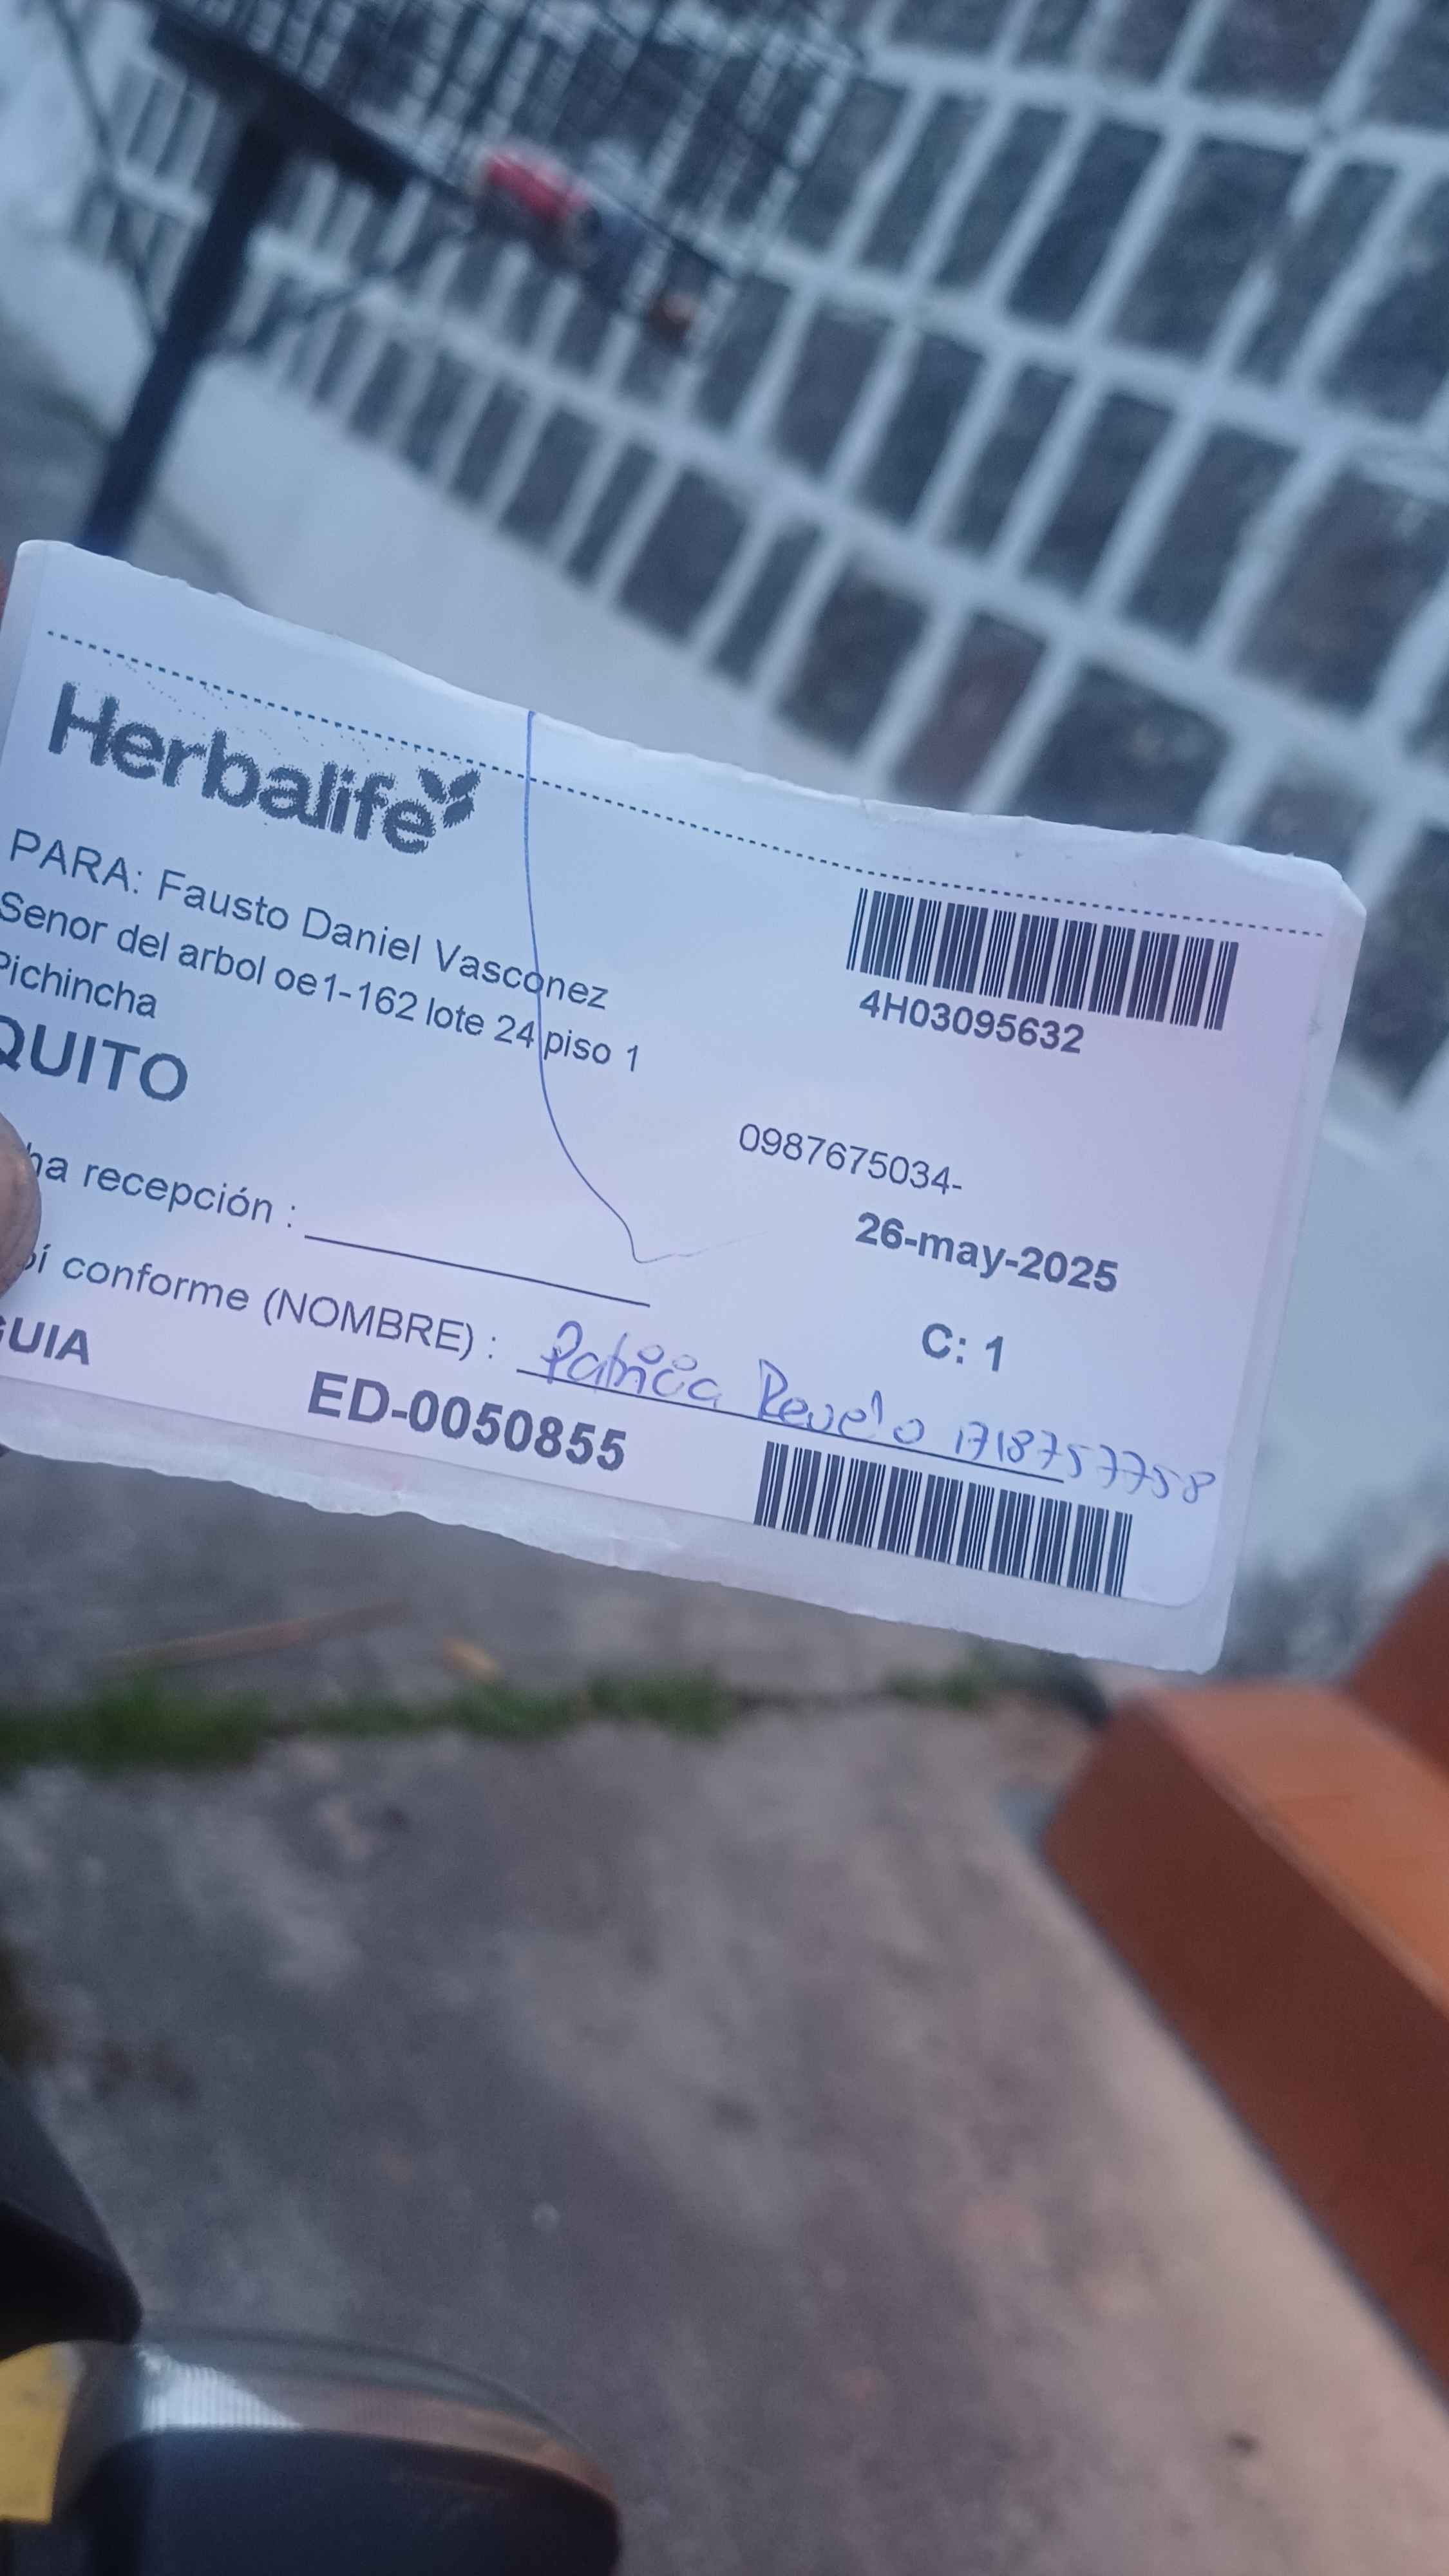 Herbalife
PARA: Fausto Daniel Vasconez
Senor del arbol oe1-162 lote 24 piso 1
Pichincha
QUITO
4H03095632
0987675034-
26-may-2025
C: 1
ha recepción :
bí conforme (NOMBRE) : Patricia Revelo 1718757758
GUIA
ED-0050855